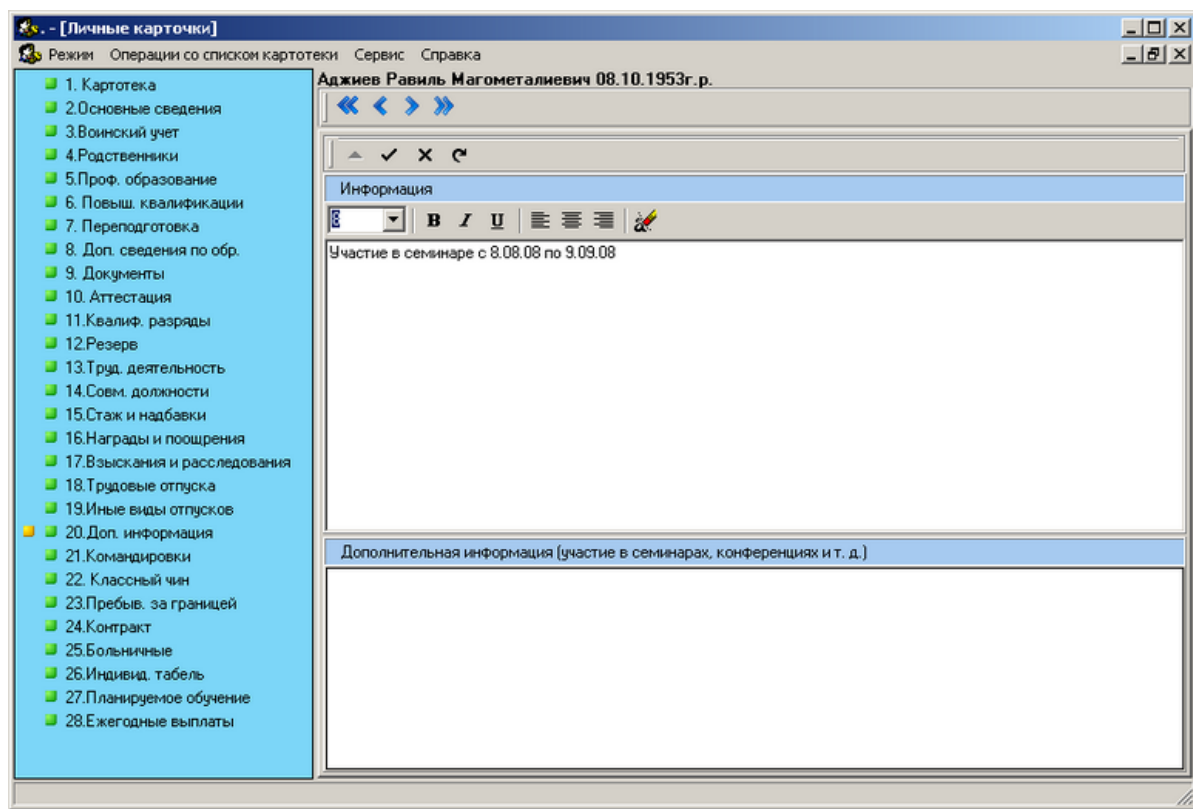 . - [Личные карточки]
Режим Операции со списком картотеки Сервис Справка
Аджиев Равиль Магометалиевич 08.10.1953г.р.
1. Картотека
2.Основные сведения
3.Воинский учет
4.Родственники
5.Проф. образование
6. Повыш. квалификации
7. Переподготовка
8. Доп. сведения по обр.
9. Документы
10. Аттестация
11.Квалиф. разряды
12.Резерв
13.Труд. деятельность
14.Совм. должности
15.Стаж и надбавки
16.Награды и поощрения
17.Взыскания и расследования
18.Трудовые отпуска
19.Иные виды отпусков
20.Доп. информация
21.Командировки
22. Классный чин
23.Пребыв. за границей
24.Контракт
25.Больничные
26.Индивид. табель
27.Планируемое обучение
28.Ежегодные выплаты
Информация
8 B I U
Участие в семинаре с 8.08.08 по 9.09.08
Дополнительная информация (участие в семинарах, конференциях и т. д.)